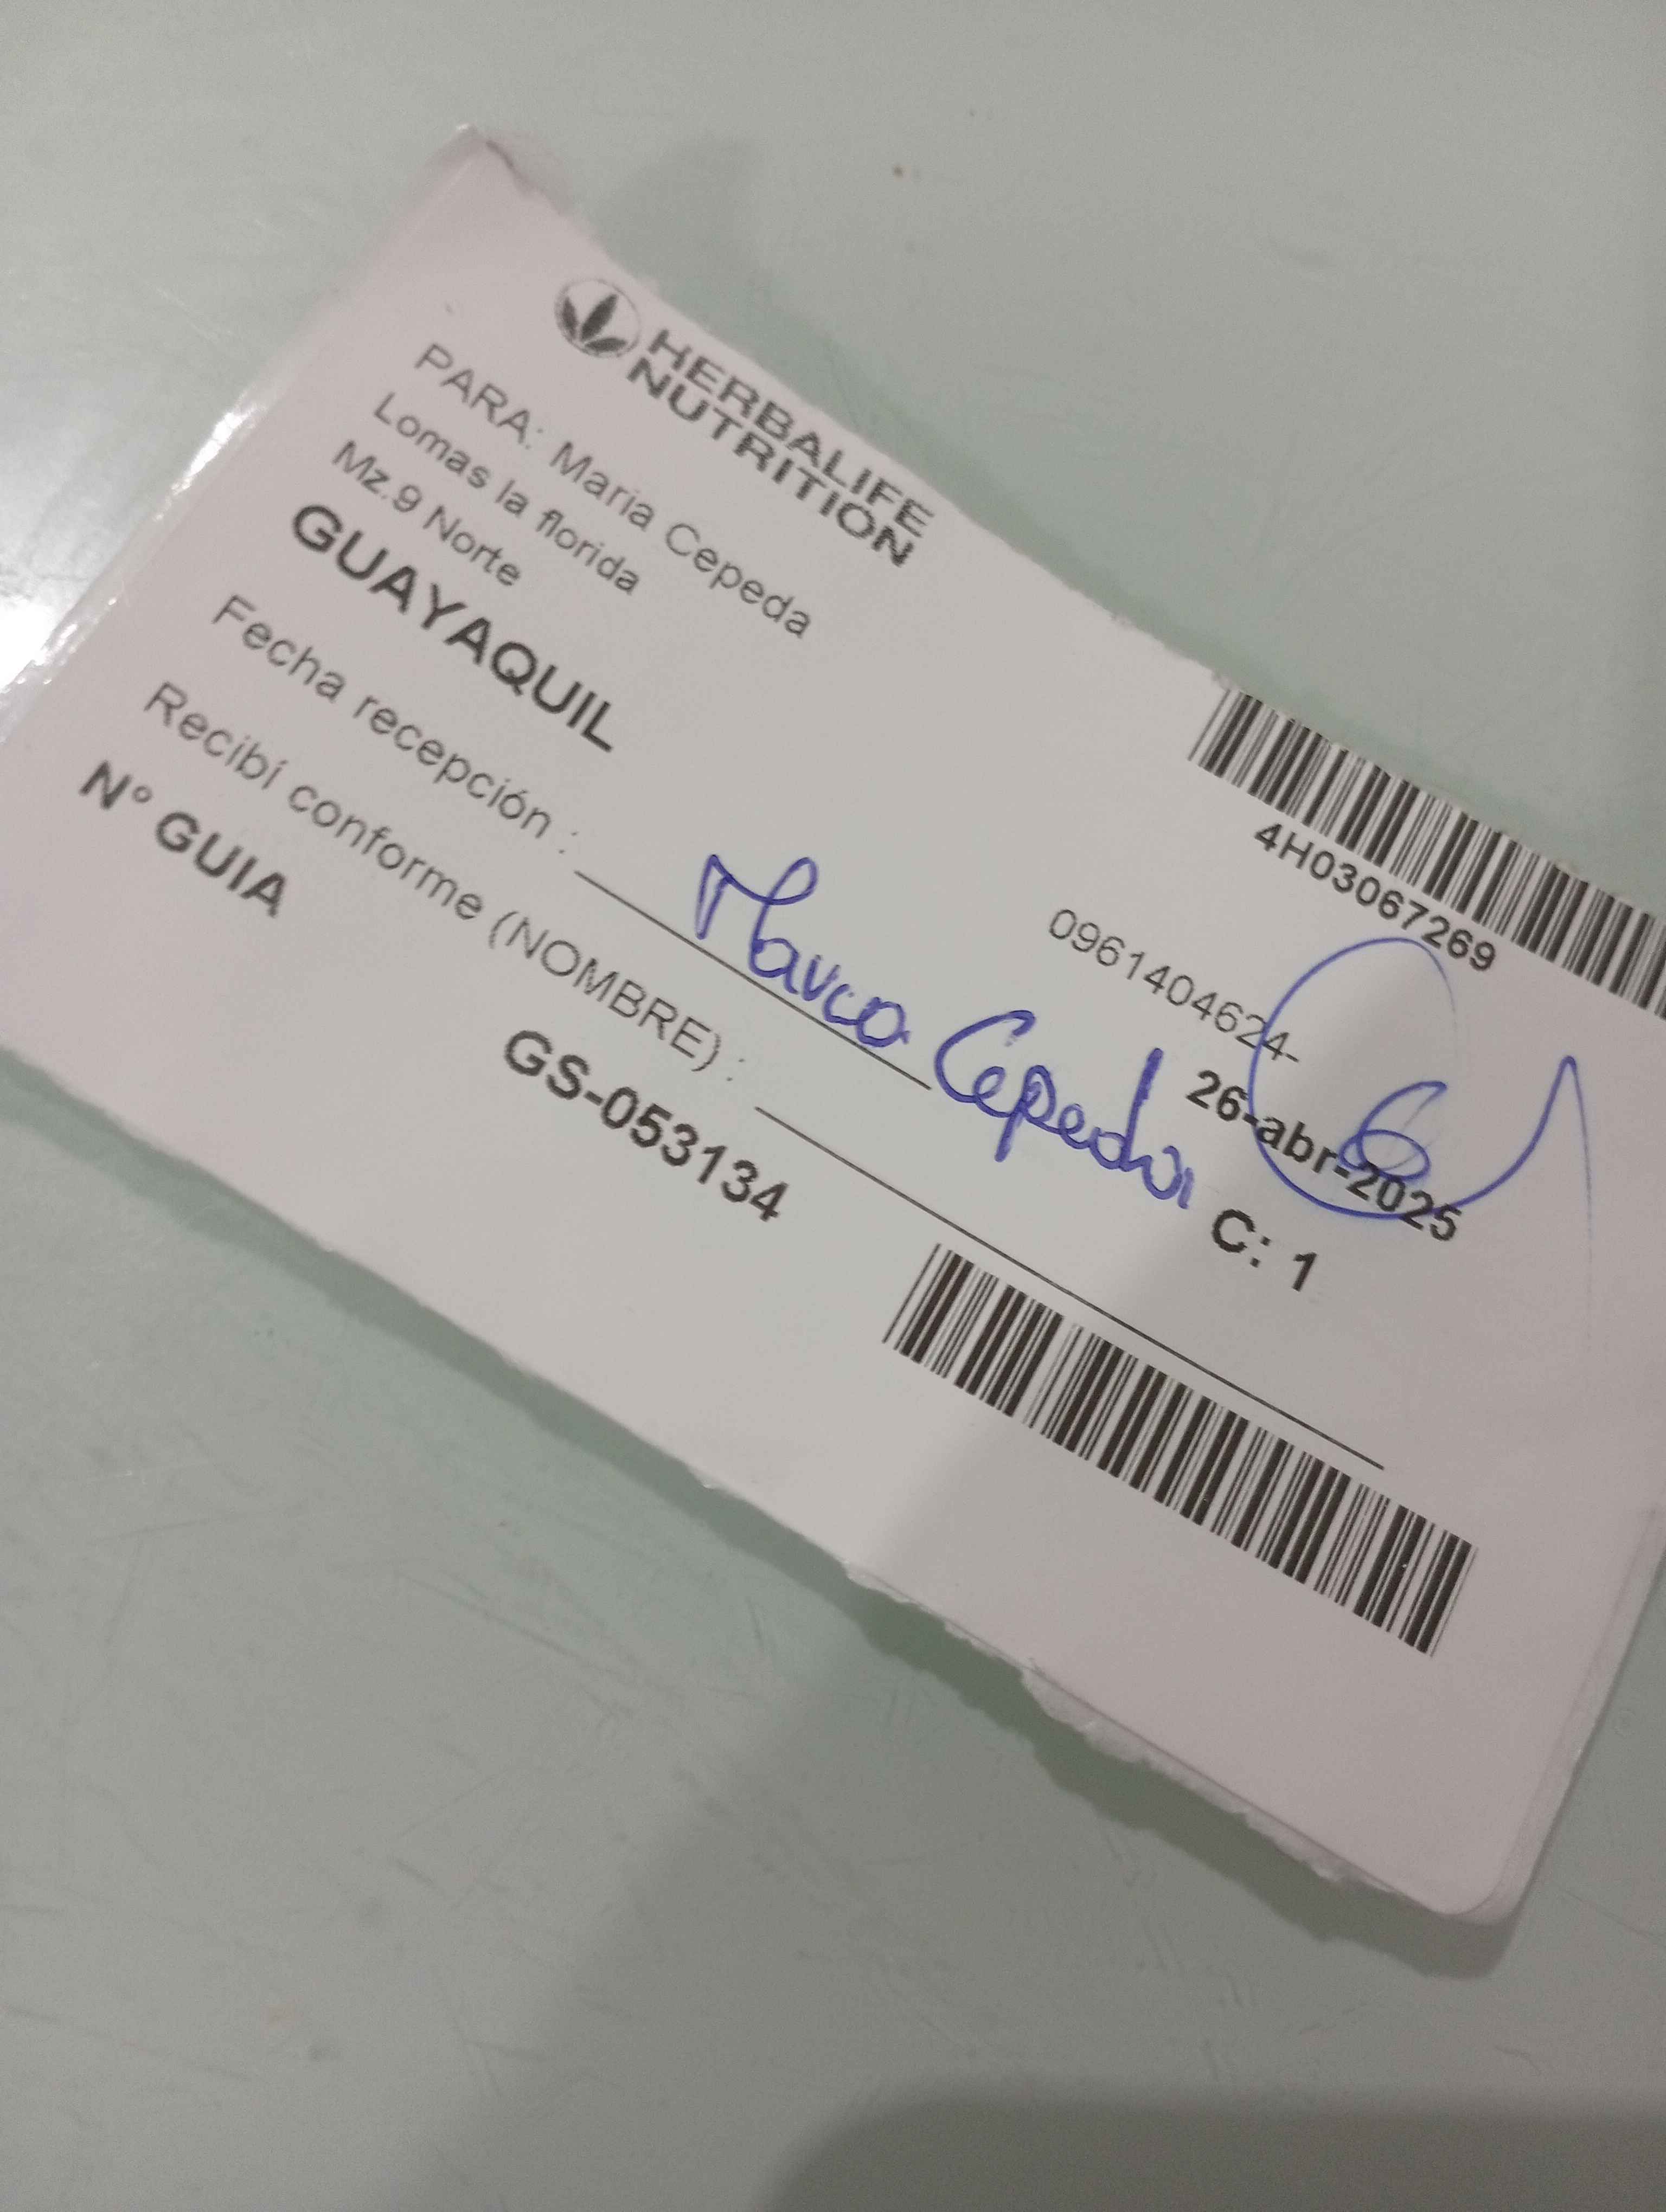 HERBALIFE
NUTRITION
4H03067269
PARA: Maria Cepeda
Lomas la florida
Mz.9 Norte
0961404624-
GUAYAQUIL
26-abr-2025
Fecha recepción :
Marco Cepeda
C: 1
Recibí conforme (NOMBRE) :
N° GUIA
GS-053134